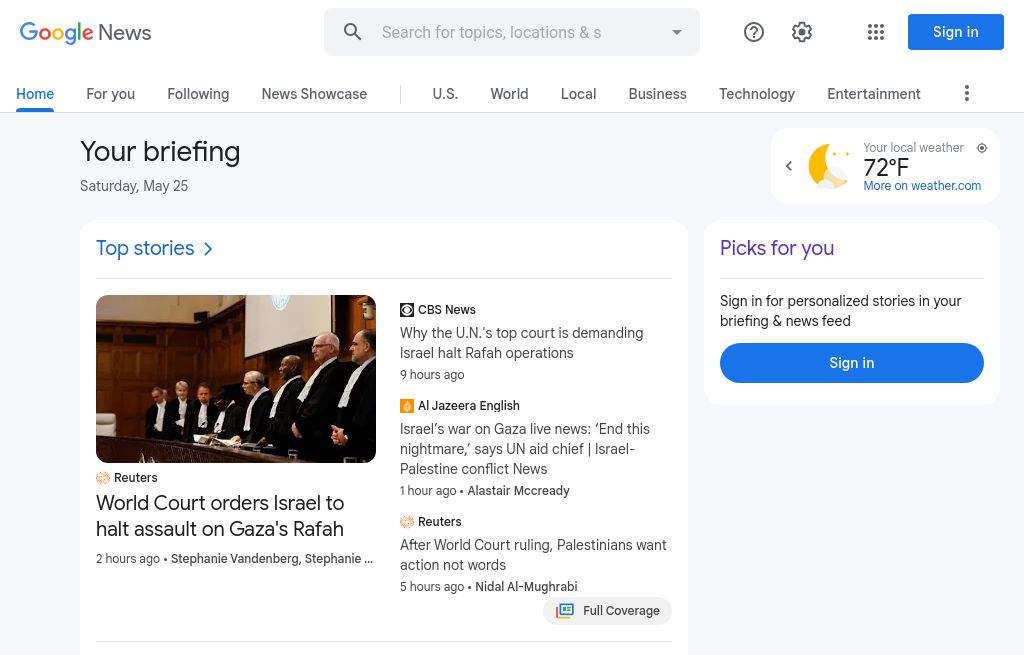 Google News
Search for topics, locations & s
Sign in
Home For you Following News Showcase U.S. World Local Business Technology Entertainment
Your briefing
Saturday, May 25
Your local weather
72°F
More on weather.com
Top stories
Reuters
World Court orders Israel to
halt assault on Gaza's Rafah
2 hours ago • Stephanie Vandenberg, Stephanie ...
CBS News
Why the U.N.'s top court is demanding
Israel halt Rafah operations
9 hours ago
Al Jazeera English
Israel’s war on Gaza live news: ‘End this
nightmare,’ says UN aid chief | Israel-
Palestine conflict News
1 hour ago • Alastair Mccready
Reuters
After World Court ruling, Palestinians want
action not words
5 hours ago • Nidal Al-Mughrabi
Full Coverage
Picks for you
Sign in for personalized stories in your
briefing & news feed
Sign in